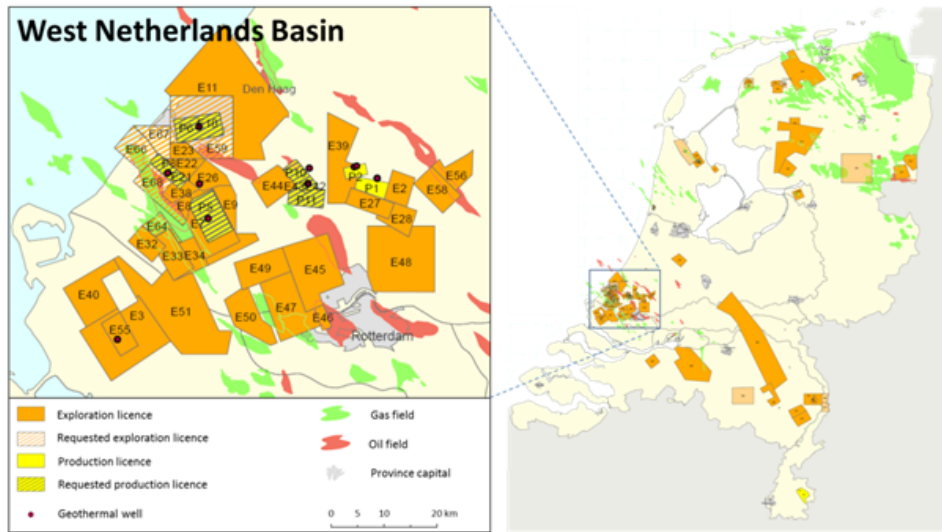 West Netherlands Basin
E11
Den Haag
E10
E67
E66
E23
E59
E22
E39
E68
E21
E26
E38
P2
P1
E44
E2
E56
E58
E8
E9
E27
E28
E64
E32
E33
E34
E49
E45
E48
E40
E3
E51
E50
E47
E46
E55
Rotterdam
Exploration licence
Requested exploration licence
Production licence
Requested production licence
Geothermal well
Gas field
Oil field
Province capital
0 5 10 20 km